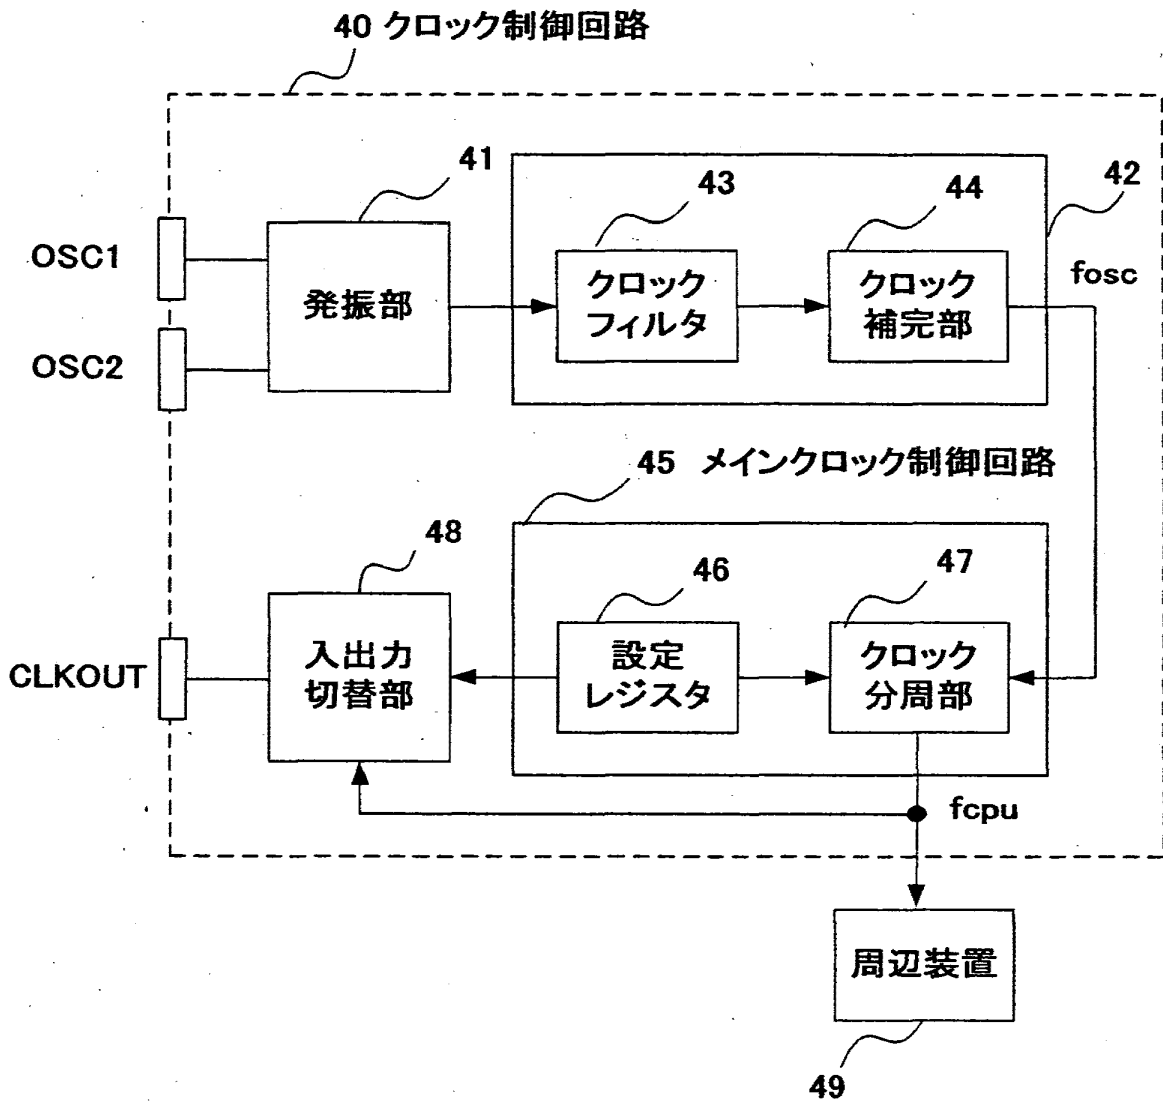 40 クロック制御回路
41
43
44
42
OSC1
発振部
クロック
フィルタ
クロック
補完部
fosc
OSC2
45 メインクロック制御回路
48
46
47
CLKOUT
入出力
切替部
設定
レジスタ
クロック
分周部
fcpu
周辺装置
49